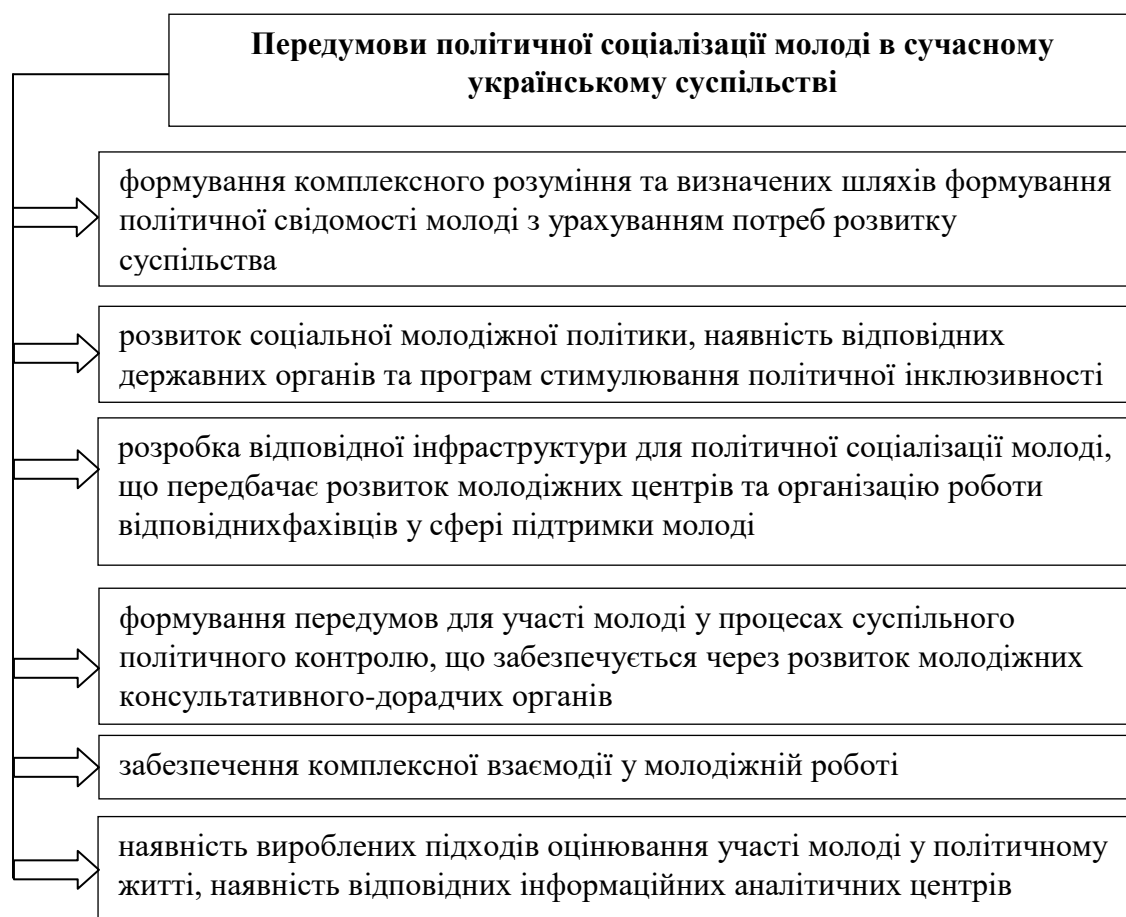 Передумови політичної соціалізації молоді в сучасному
українському суспільстві
формування комплексного розуміння та визначених шляхів формування
політичної свідомості молоді з урахуванням потреб розвитку
суспільства
розвиток соціальної молодіжної політики, наявність відповідних
державних органів та програм стимулювання політичної інклюзивності
розробка відповідної інфраструктури для політичної соціалізації молоді,
що передбачає розвиток молодіжних центрів та організацію роботи
відповіднихфахівців у сфері підтримки молоді
формування передумов для участі молоді у процесах суспільного
політичного контролю, що забезпечується через розвиток молодіжних
консультативного-дорадчих органів
забезпечення комплексної взаємодії у молодіжній роботі
наявність вироблених підходів оцінювання участі молоді у політичному
житті, наявність відповідних інформаційних аналітичних центрів